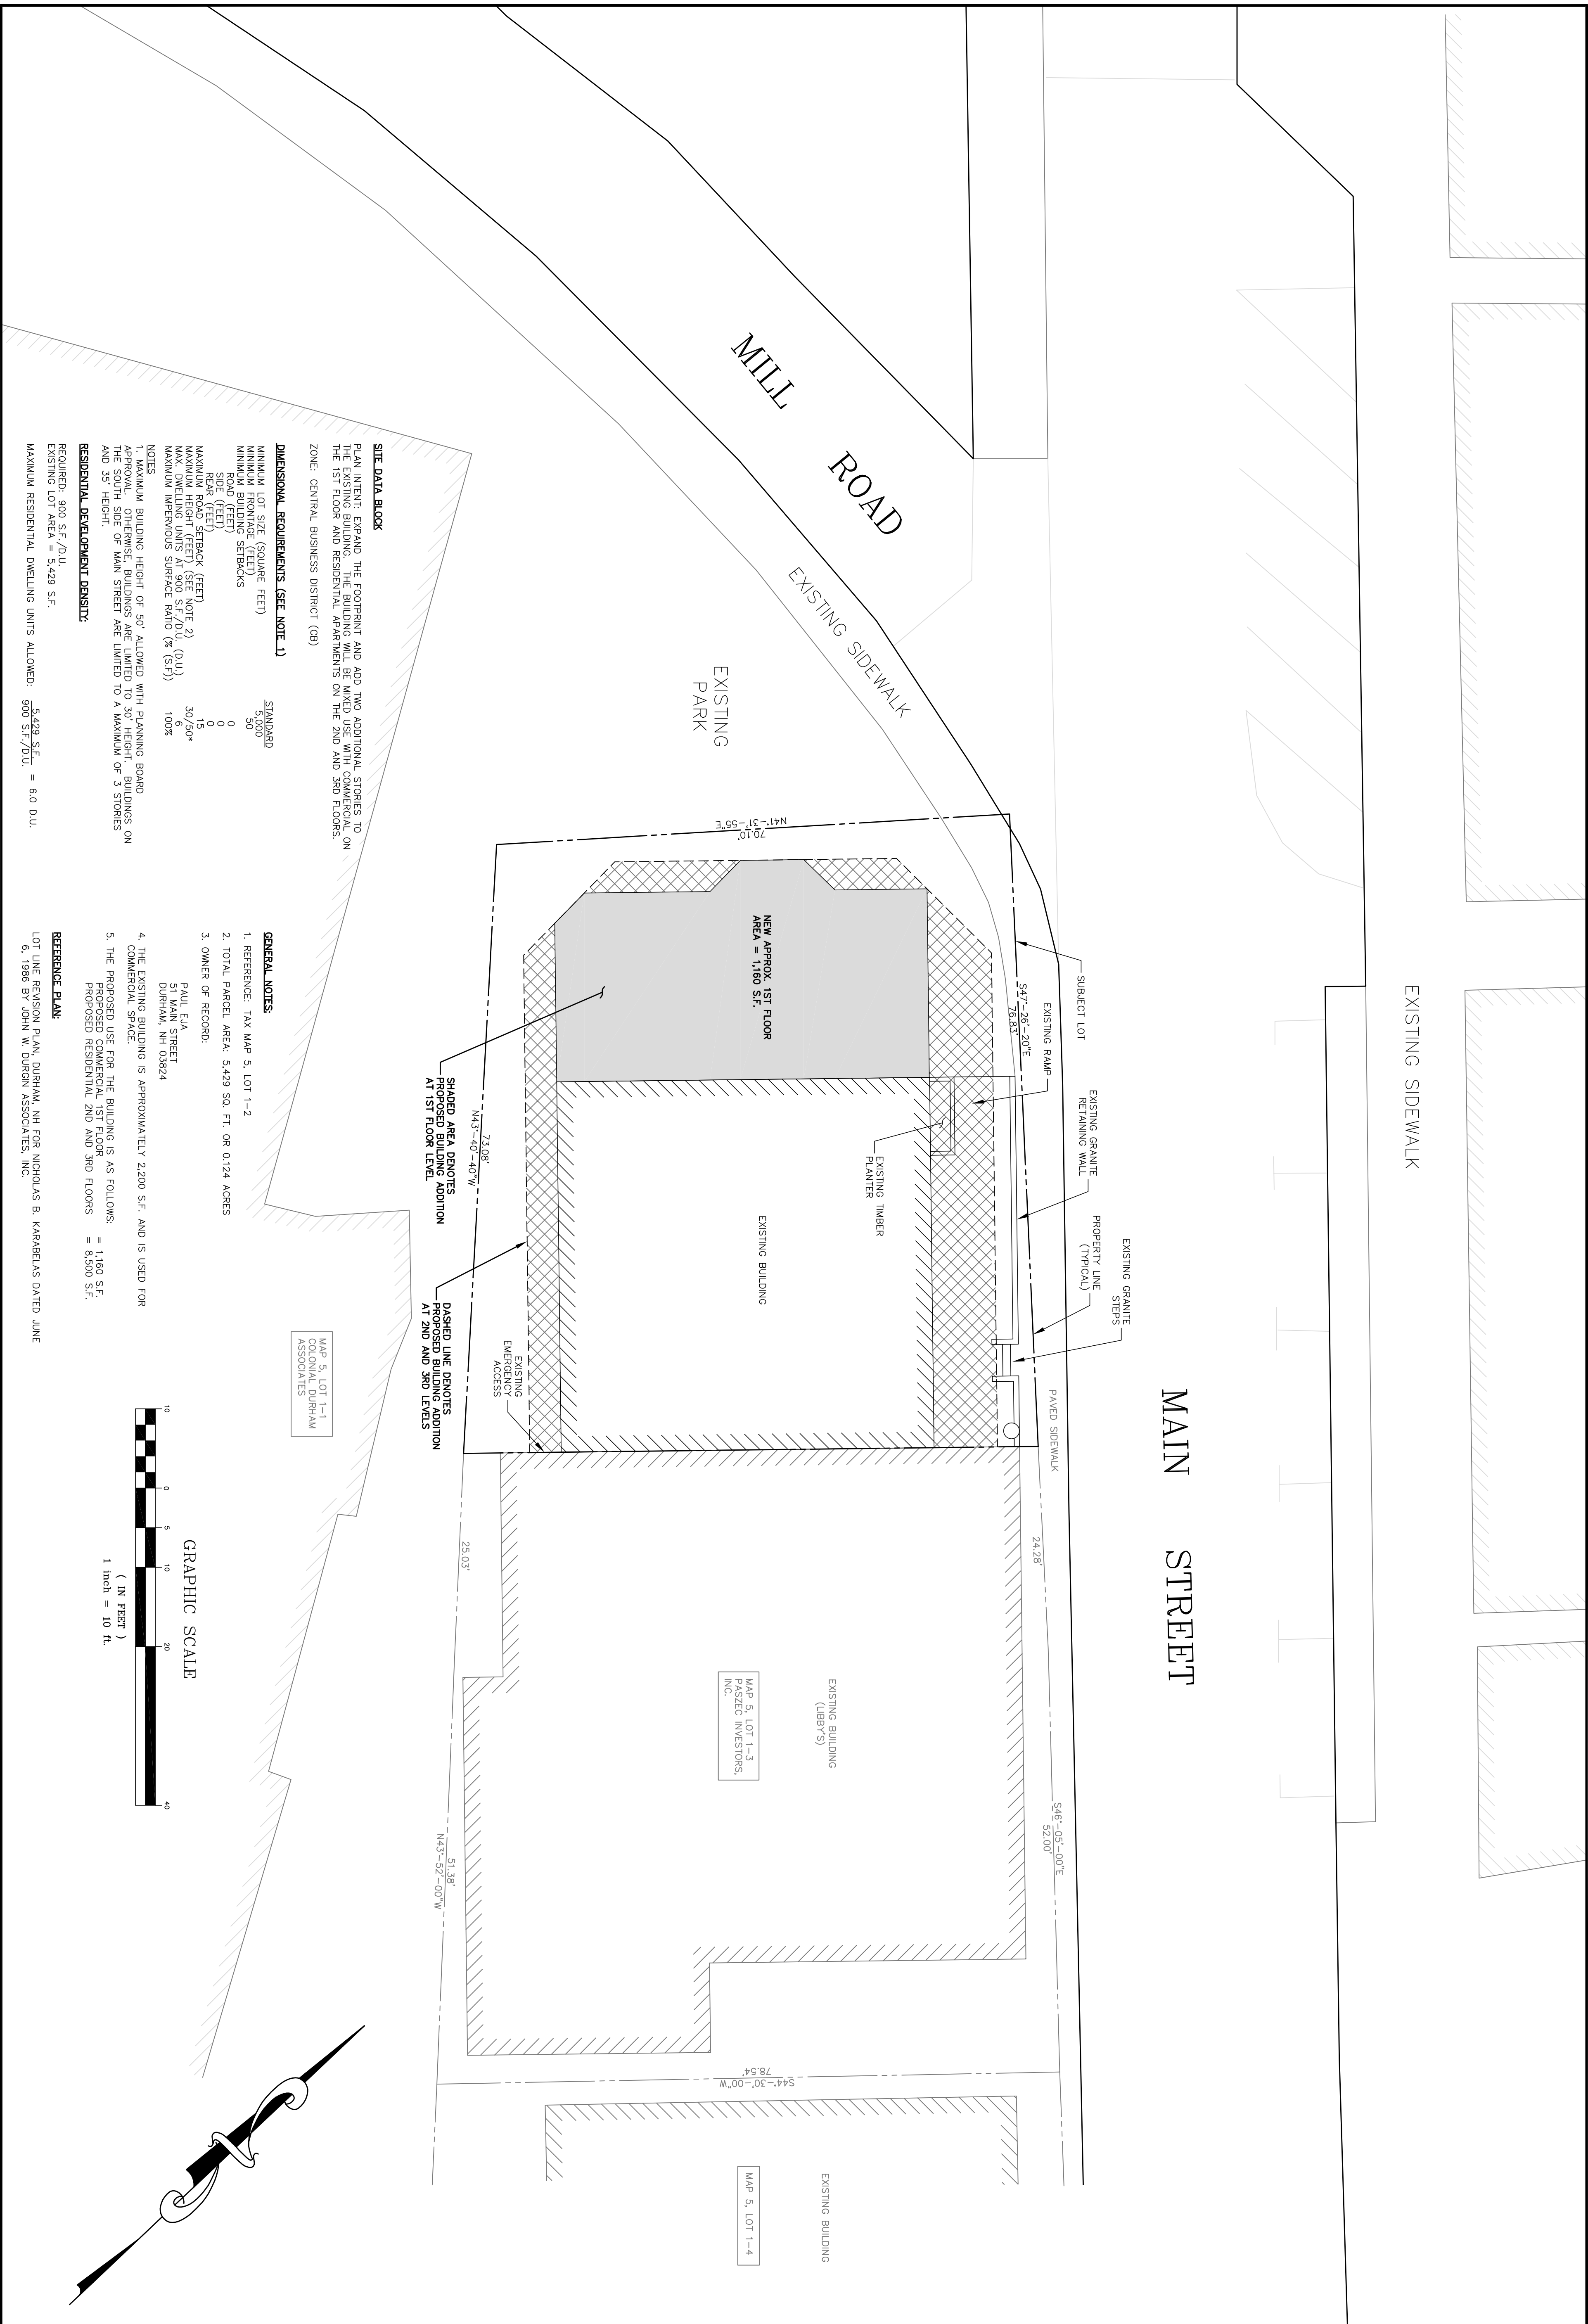 EXISTING SIDEWALK
MAIN STREET
MILL ROAD
EXISTING SIDEWALK
EXISTING
PARK
SUBJECT LOT
S47°-26'-20"E
76.83'
EXISTING RAMP
EXISTING GRANITE
RETAINING WALL
PROPERTY LINE
(TYPICAL)
EXISTING GRANITE
STEPS
PAVED SIDEWALK
24.28'
S46°-05'-00"E
52.00'
N41°-31'-55"E
70.10'
NEW APPROX. 1ST FLOOR
AREA = 1,160 S.F.
EXISTING TIMBER
PLANTER
EXISTING BUILDING
EXISTING BUILDING
(LIBBY'S)
MAP 5, LOT 1-3
PASZEC INVESTORS,
INC.
S44°-30'-00"W
78.54'
EXISTING BUILDING
MAP 5, LOT 1-4
73.08'
N43°-40'-40"W
SHADED AREA DENOTES
PROPOSED BUILDING ADDITION
AT 1ST FLOOR LEVEL
EXISTING
EMERGENCY
ACCESS
DASHED LINE DENOTES
PROPOSED BUILDING ADDITION
AT 2ND AND 3RD LEVELS
25.03'
51.38'
N43°-52'-00"W
MAP 5, LOT 1-1
COLONIAL DURHAM
ASSOCIATES
SITE DATA BLOCK
PLAN INTENT: EXPAND THE FOOTPRINT AND ADD TWO ADDITIONAL STORIES TO
THE EXISTING BUILDING. THE BUILDING WILL BE MIXED USE WITH COMMERCIAL ON
THE 1ST FLOOR AND RESIDENTIAL APARTMENTS ON THE 2ND AND 3RD FLOORS.
ZONE: CENTRAL BUSINESS DISTRICT (CB)
DIMENSIONAL REQUIREMENTS (SEE NOTE 1)
STANDARD
MINIMUM LOT SIZE (SQUARE FEET) 5,000
MINIMUM FRONTAGE (FEET) 50
MINIMUM BUILDING SETBACKS
ROAD (FEET) 0
SIDE (FEET) 0
REAR (FEET) 0
MAXIMUM ROAD SETBACK (FEET) 15
MAXIMUM HEIGHT (FEET) (SEE NOTE 2) 30/50*
MAX. DWELLING UNITS AT 900 S.F./D.U. (D.U.) 6
MAXIMUM IMPERVIOUS SURFACE RATIO (% (S.F)) 100%
NOTES
1. MAXIMUM BUILDING HEIGHT OF 50' ALLOWED WITH PLANNING BOARD
APPROVAL. OTHERWISE, BUILDINGS ARE LIMITED TO 30' HEIGHT. BUILDINGS ON
THE SOUTH SIDE OF MAIN STREET ARE LIMITED TO A MAXIMUM OF 3 STORIES
AND 35' HEIGHT.
RESIDENTIAL DEVELOPMENT DENSITY:
REQUIRED: 900 S.F./D.U.
EXISTING LOT AREA = 5,429 S.F.
MAXIMUM RESIDENTIAL DWELLING UNITS ALLOWED: 5,429 S.F. = 6.0 D.U.
900 S.F./D.U.
GENERAL NOTES:
1. REFERENCE: TAX MAP 5, LOT 1-2
2. TOTAL PARCEL AREA: 5,429 SQ. FT. OR 0.124 ACRES
3. OWNER OF RECORD:
PAUL EJA
51 MAIN STREET
DURHAM, NH 03824
4. THE EXISTING BUILDING IS APPROXIMATELY 2,200 S.F. AND IS USED FOR
COMMERCIAL SPACE.
5. THE PROPOSED USE FOR THE BUILDING IS AS FOLLOWS:
PROPOSED COMMERCIAL 1ST FLOOR = 1,160 S.F.
PROPOSED RESIDENTIAL 2ND AND 3RD FLOORS = 8,500 S.F.
REFERENCE PLAN:
LOT LINE REVISION PLAN, DURHAM, NH FOR NICHOLAS B. KARABELAS DATED JUNE
6, 1986 BY JOHN W. DURGIN ASSOCIATES, INC.
GRAPHIC SCALE
10 0 5 10 20 40
( IN FEET )
1 inch = 10 ft.